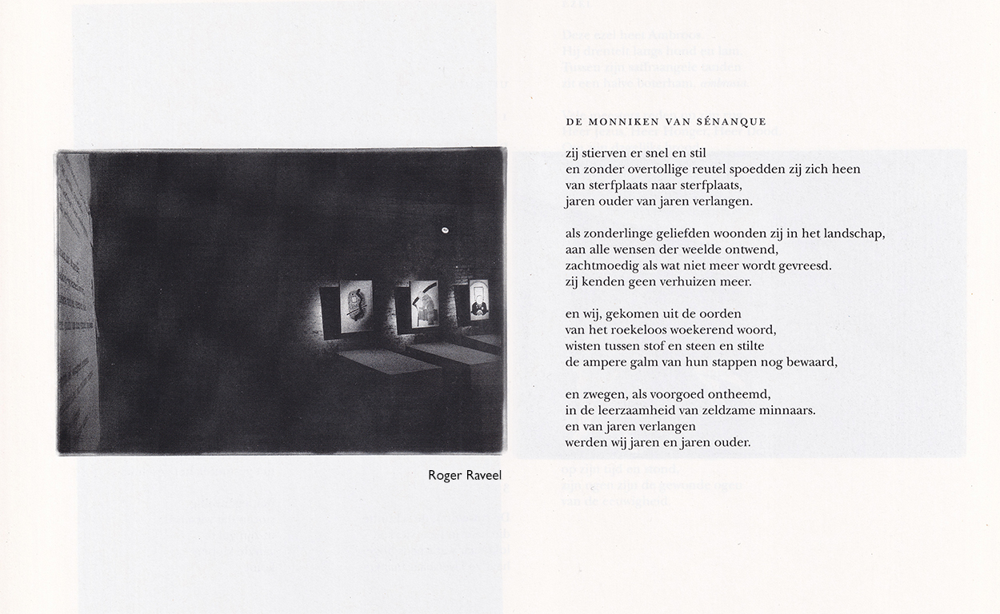 Roger Raveel
DE MONNIKEN VAN SÉNANQUE
zij stierven er snel en stil
en zonder overtollige reutel spoedden zij zich heen
van sterfplaats naar sterfplaats,
jaren ouder van jaren verlangen.
als zonderlinge geliefden woonden zij in het landschap,
aan alle wensen der weelde ontwend,
zachtmoedig als wat niet meer wordt gevreesd.
zij kenden geen verhuizen meer.
en wij, gekomen uit de oorden
van het roekeloos woekerend woord,
wisten tussen stof en steen en stilte
de ampere galm van hun stappen nog bewaard,
en zwegen, als voorgoed ontheemd,
in de leerzaamheid van zeldzame minnaars.
en van jaren verlangen
werden wij jaren en jaren ouder.